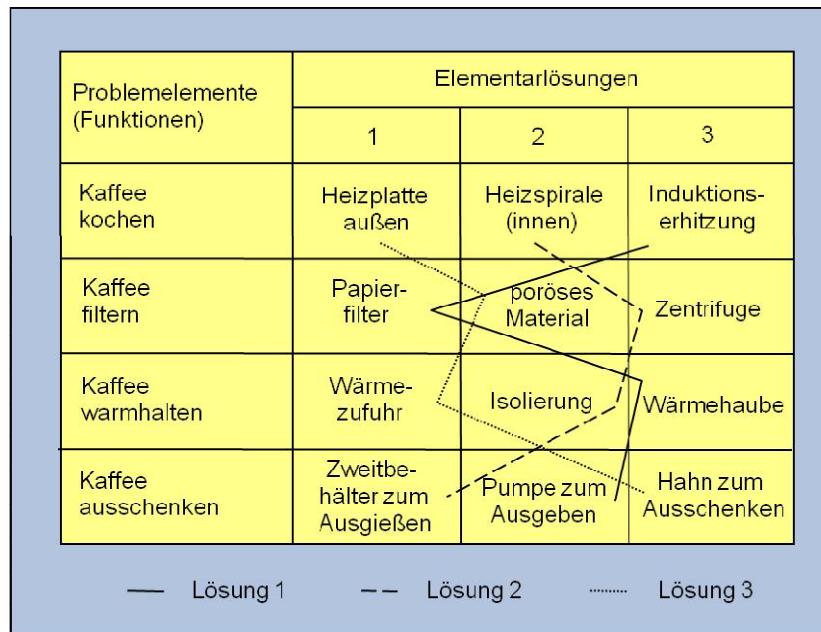 Problemelemente
(Funktionen)
Elementarlösungen
1
2
3
Kaffee
kochen
Heizplatte
außen
Heizspirale
(innen)
Induktions-
erhitzung
Kaffee
filtern
Papier-
filter
poröses
Material
Zentrifuge
Kaffee
warmhalten
Wärme-
zufuhr
Isolierung
Wärmehaube
Kaffee
ausschenken
Zweitbe-
hälter zum
Ausgießen
Pumpe zum
Ausgeben
Hahn zum
Ausschenken
Lösung 1
Lösung 2
Lösung 3